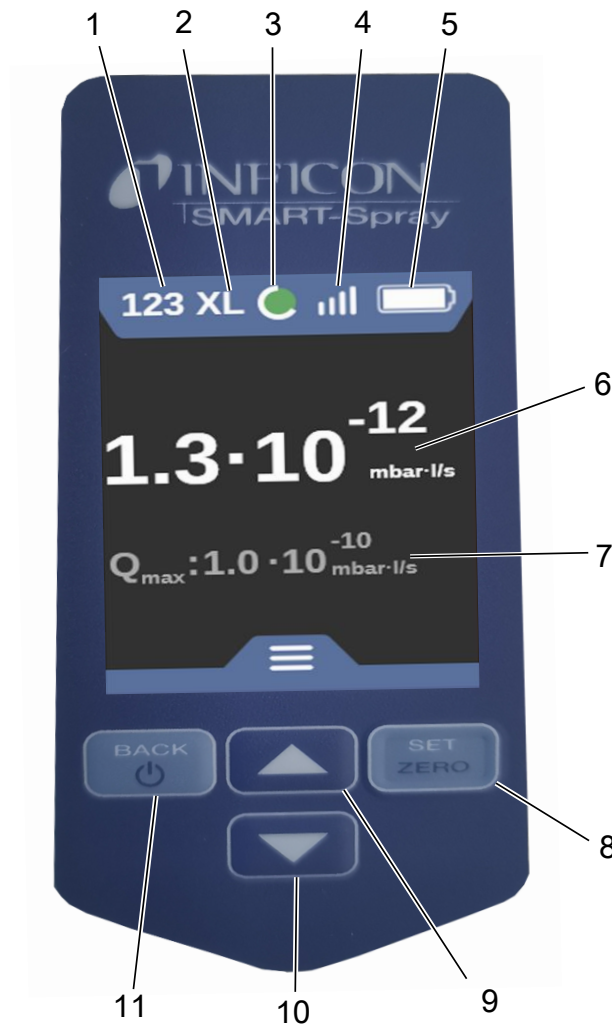 1 2 3 4 5
INFICON
SMART-Spray
123 XL
1.3·10⁻¹² mbar·l/s
6
Qmax:1.0 ·10⁻¹⁰ mbar·l/s
7
BACK
SET
ZERO
8
11 10 9